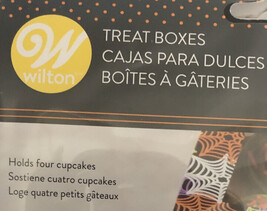 Wilton
TREAT BOXES
CAJAS PARA DULCES
BOÎTES À GÂTERIES
Holds four cupcakes
Sostiene cuatro cupcakes
Loge quatre petits gâteaux